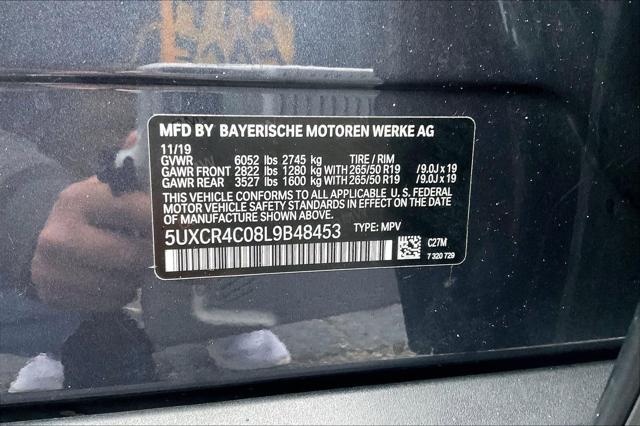 MFD BY BAYERISCHE MOTOREN WERKE AG
11/19
GVWR 6052 lbs 2745 kg TIRE / RIM
GAWR FRONT 2822 lbs 1280 kg WITH 265/50 R19 /9.0J x 19
GAWR REAR 3527 lbs 1600 kg WITH 265/50 R19 /9.0J x 19
THIS VEHICLE CONFORMS TO ALL APPLICABLE U. S. FEDERAL
MOTOR VEHICLE SAFETY STANDARDS IN EFFECT ON THE DATE
OF MANUFACTURE SHOWN ABOVE.
5UXCR4C08L9B48453 TYPE: MPV
C27M
7 320 729